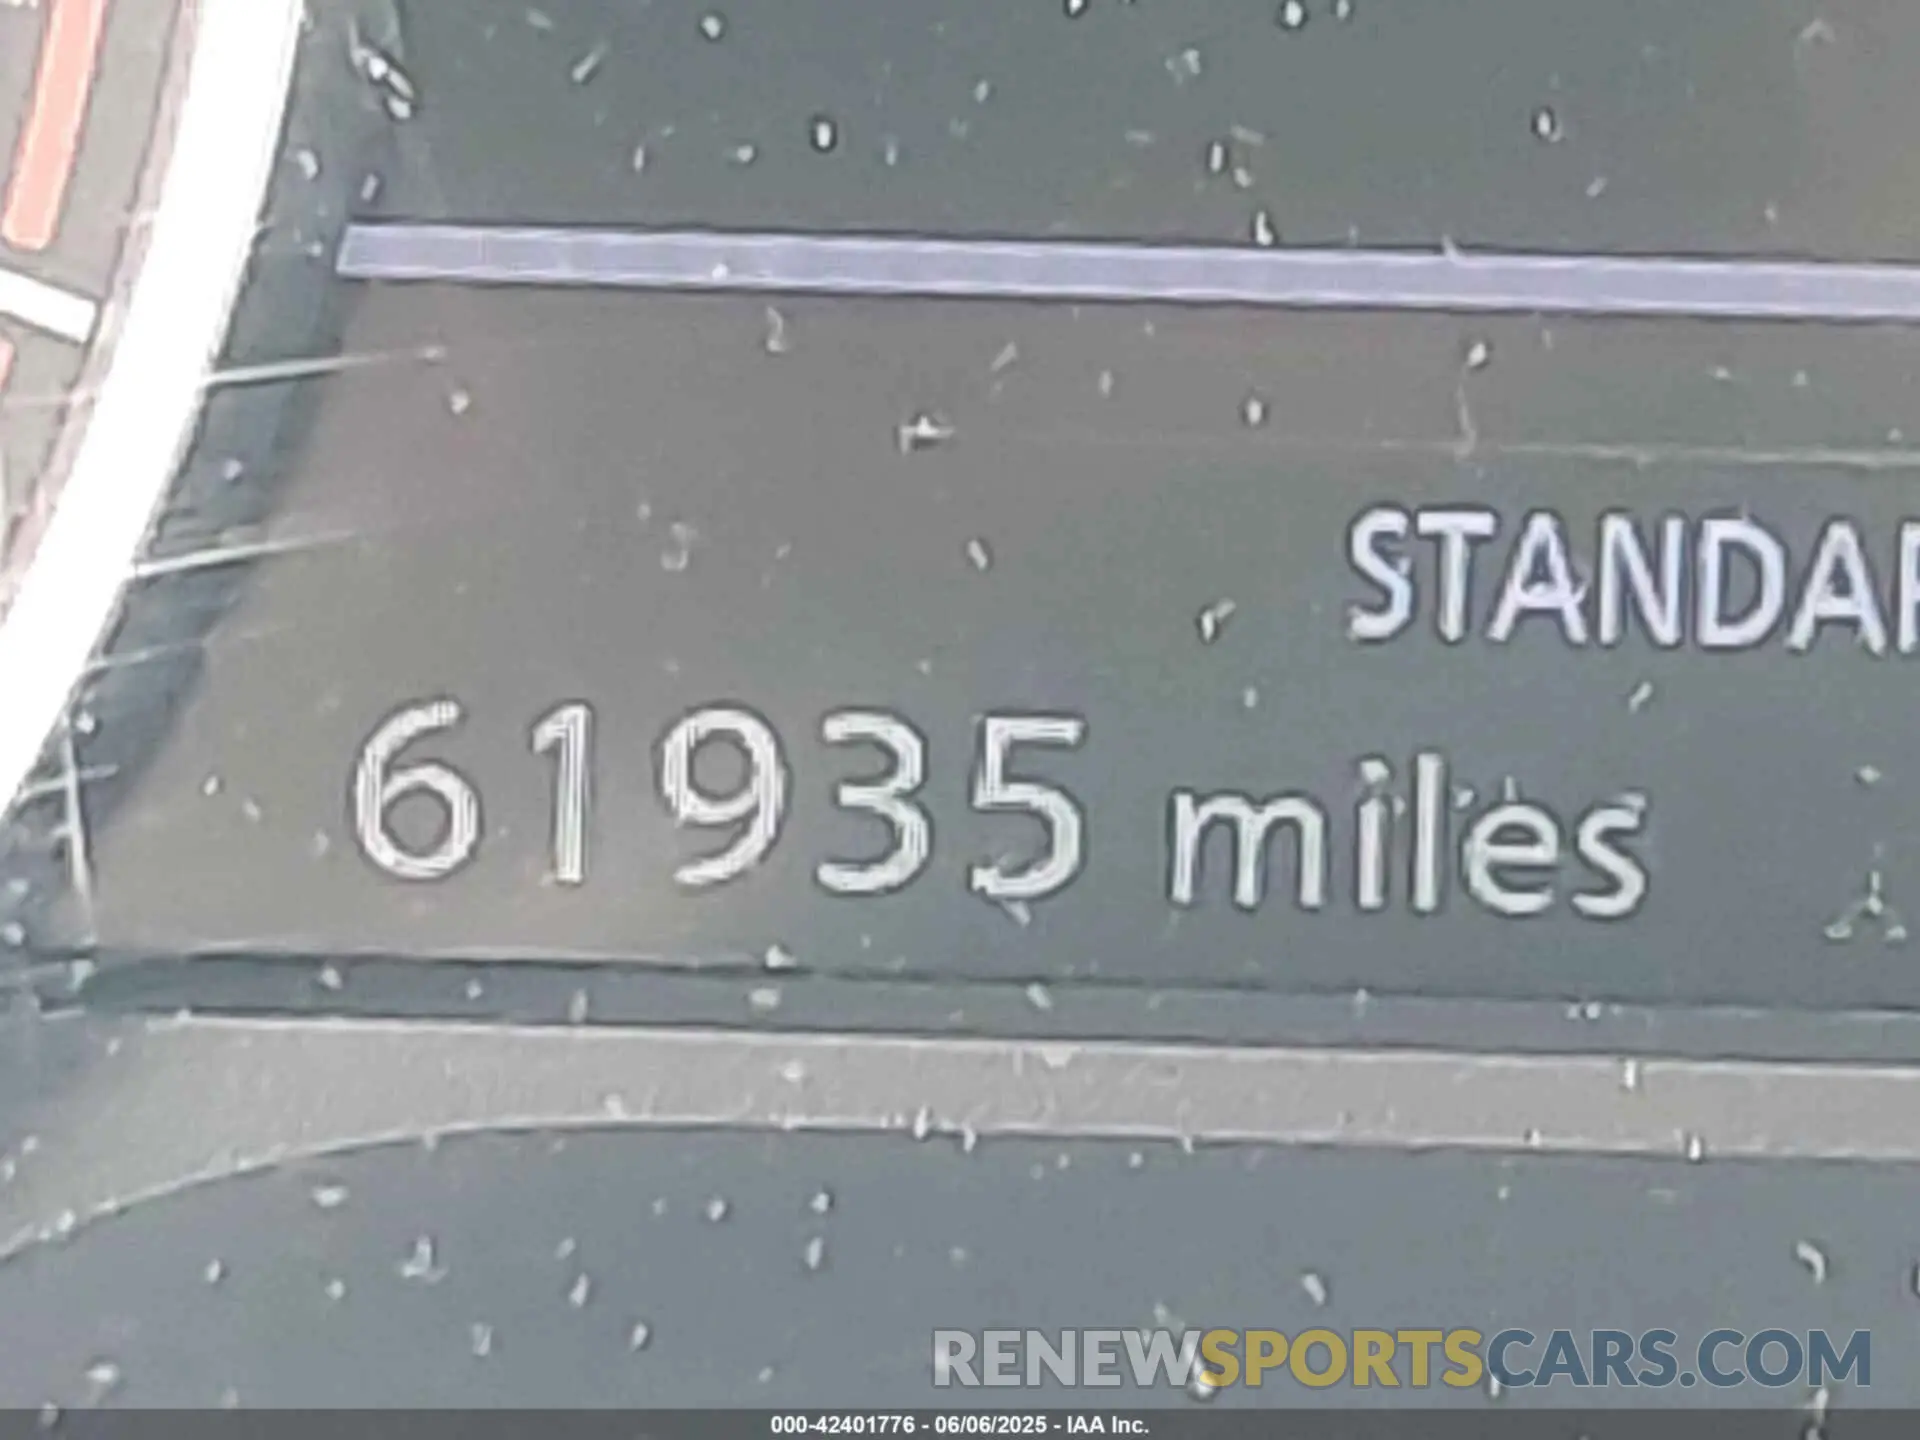 STANDAR
61935 miles
RENEWSPORTSCARS.COM
000-42401776 - 06/06/2025 - IAA Inc.